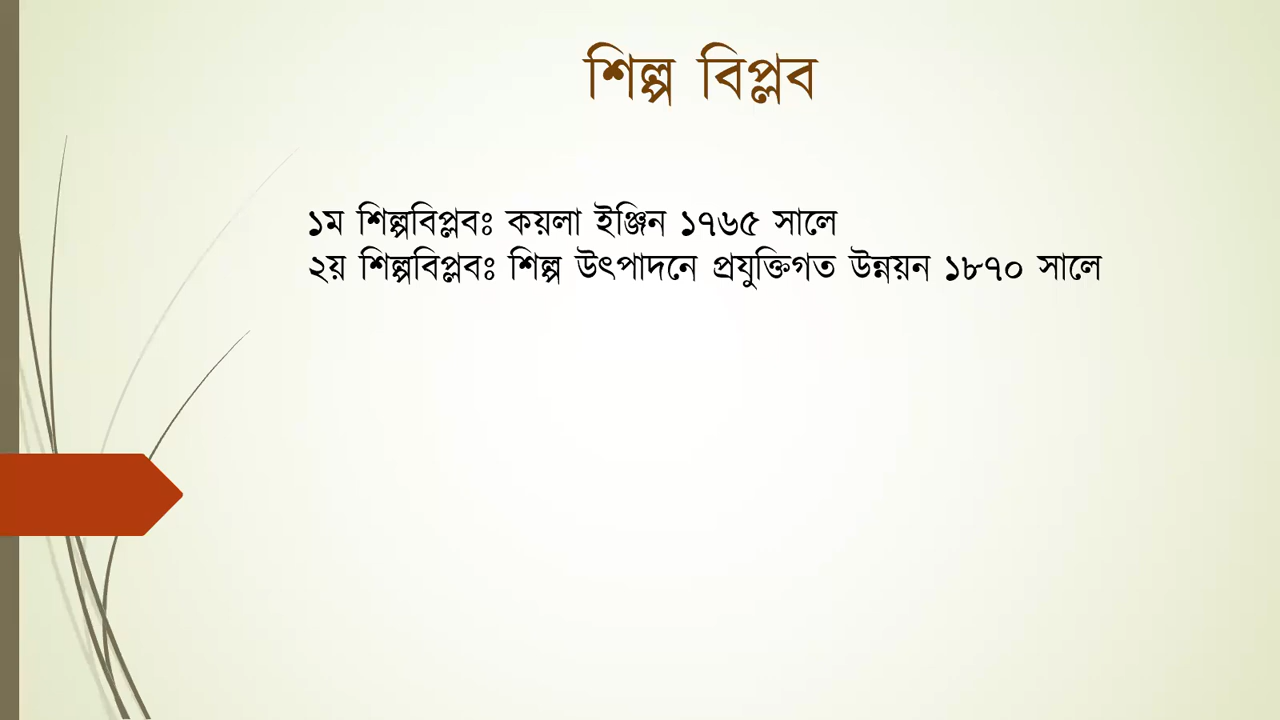 শিল্প বিপ্লব
১ম শিল্পবিপ্লবঃ কয়লা ইঞ্জিন ১৭৬৫ সালে
২য় শিল্পবিপ্লবঃ শিল্প উৎপাদনে প্রযুক্তিগত উন্নয়ন ১৮৭০ সালে